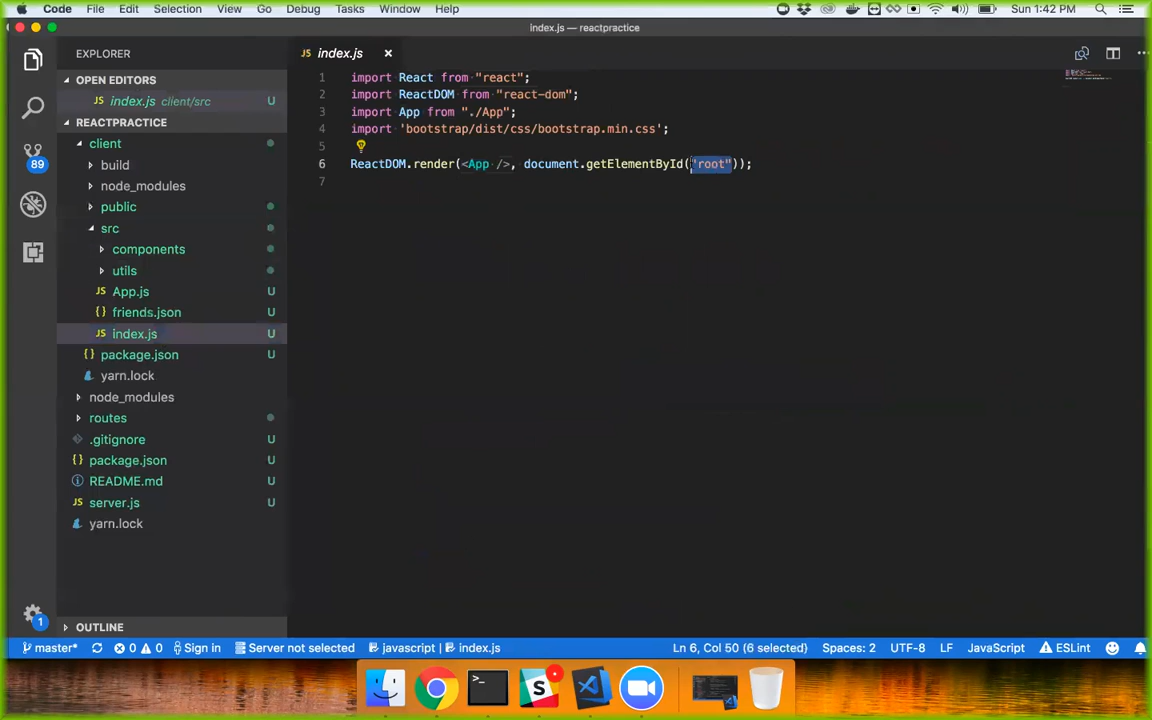 Code File Edit Selection View Go Debug Tasks Window Help Sun 1:42 PM
index.js — reactpractice
EXPLORER
OPEN EDITORS
JS index.js client/src U
REACTPRACTICE
client
build
node_modules
public
src
components
utils
JS App.js U
{} friends.json U
JS index.js U
{} package.json U
yarn.lock
node_modules
routes
.gitignore U
{} package.json U
README.md U
JS server.js U
yarn.lock
OUTLINE
89
1
JS index.js ×
1 import React from "react";
2 import ReactDOM from "react-dom";
3 import App from "./App";
4 import 'bootstrap/dist/css/bootstrap.min.css';
5
6 ReactDOM.render(<App />, document.getElementById("root"));
7
master* 0 0 Sign in Server not selected javascript | index.js Ln 6, Col 50 (6 selected) Spaces: 2 UTF-8 LF JavaScript ESLint